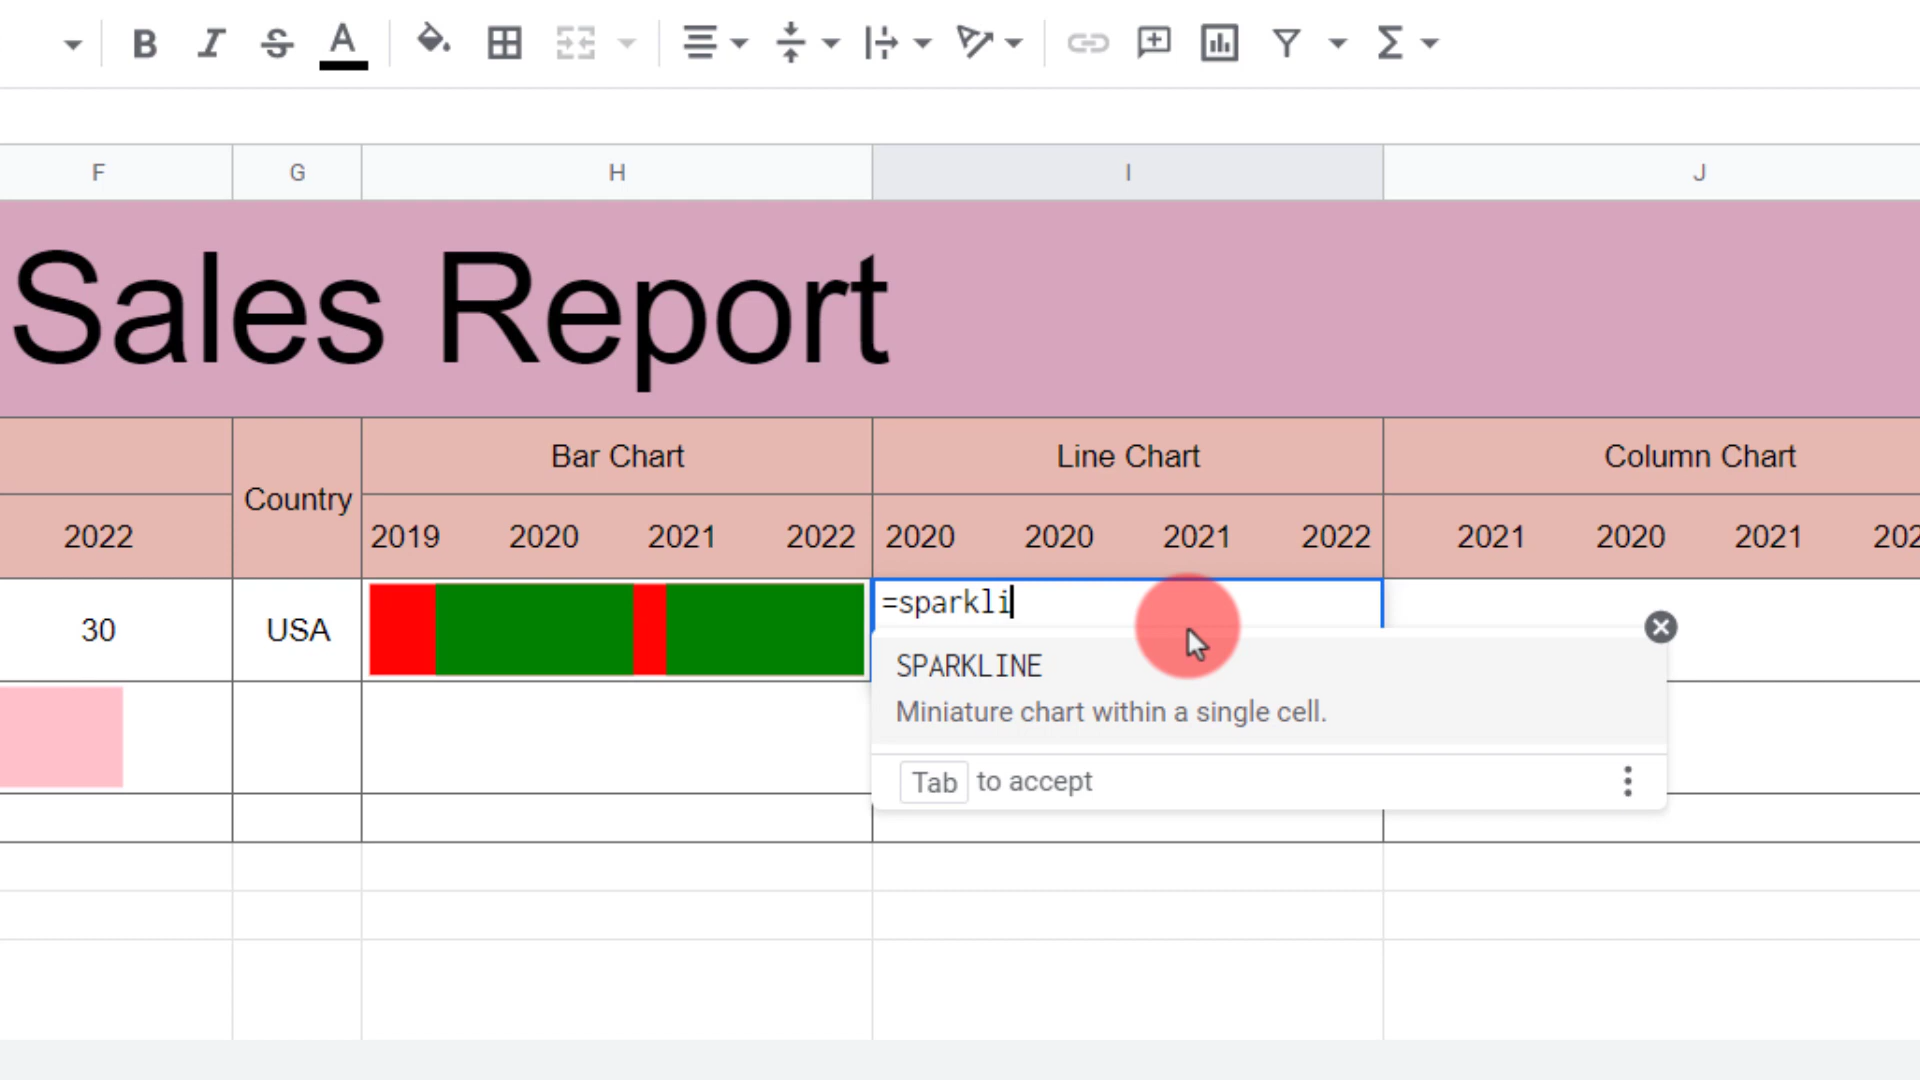 B I S A
F G H I J
Sales Report
Bar Chart Line Chart Column Chart
Country
2022 2019 2020 2021 2022 2020 2020 2021 2022 2021 2020 2021
30 USA =sparkli
SPARKLINE
Miniature chart within a single cell.
Tab to accept